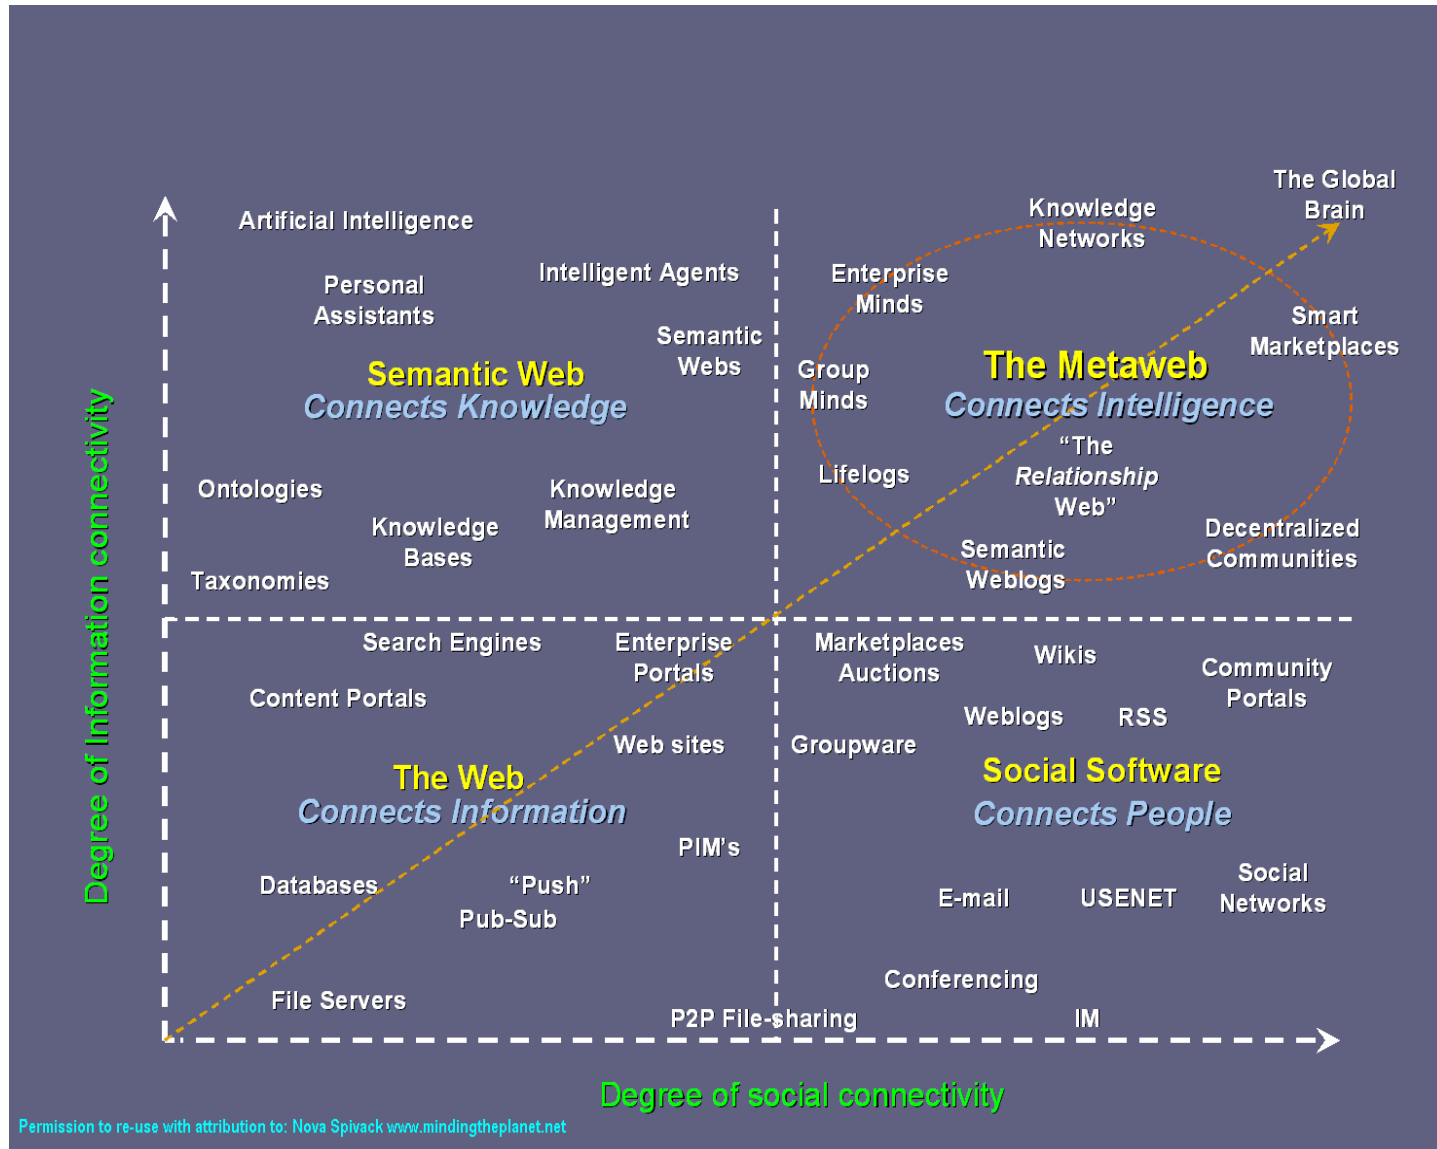 The Global
Brain
Knowledge
Networks
Artificial Intelligence
Intelligent Agents
Enterprise
Minds
Personal
Assistants
Smart
Marketplaces
Semantic
Webs
Semantic Web
Connects Knowledge
Group
Minds
The Metaweb
Connects Intelligence
“The
Relationship
Web”
Lifelogs
Ontologies
Knowledge
Management
Knowledge
Bases
Decentralized
Communities
Semantic
Weblogs
Taxonomies
Degree of Information connectivity
Search Engines
Enterprise
Portals
Marketplaces
Auctions
Wikis
Community
Portals
Content Portals
Weblogs
RSS
Web sites
Groupware
The Web
Connects Information
Social Software
Connects People
PIM’s
Databases
“Push”
Pub-Sub
E-mail
USENET
Social
Networks
Conferencing
File Servers
P2P File-sharing
IM
Degree of social connectivity
Permission to re-use with attribution to: Nova Spivack www.mindingtheplanet.net